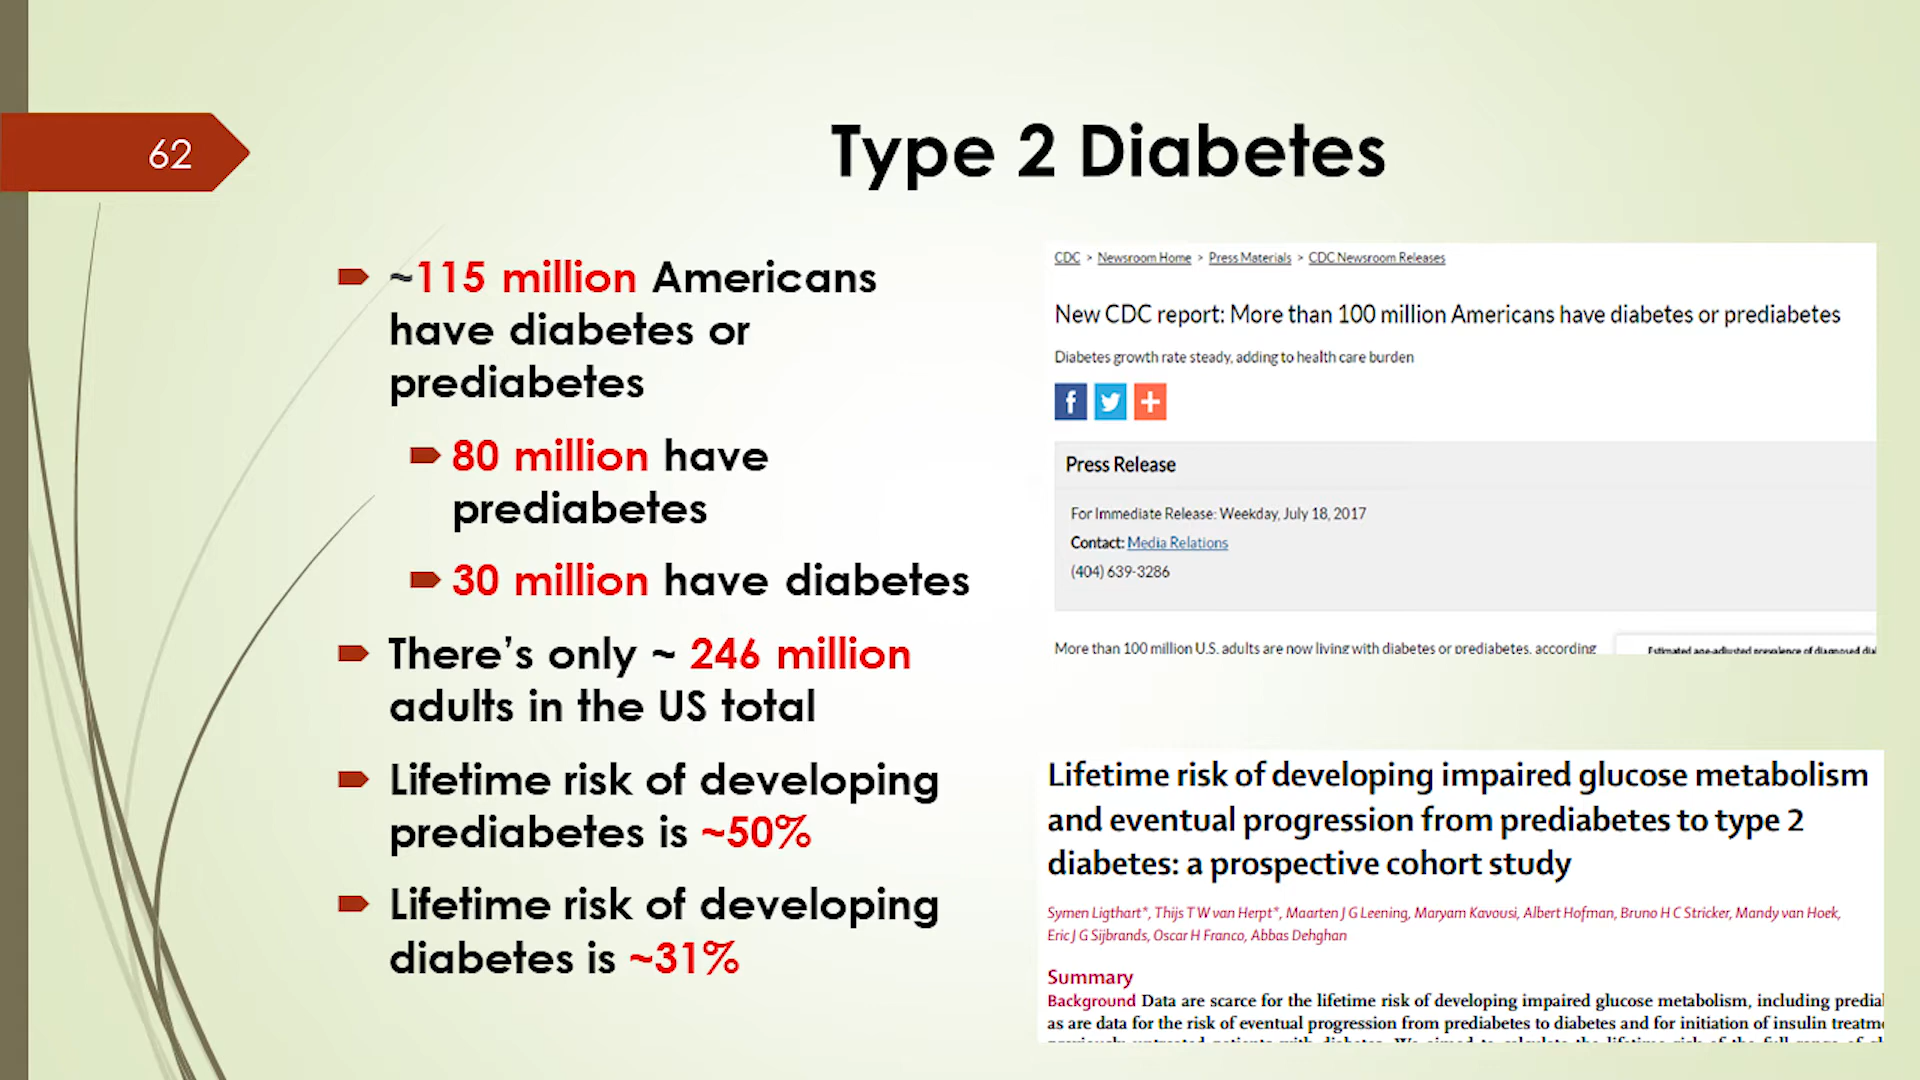 62
Type 2 Diabetes
~115 million Americans
have diabetes or
prediabetes
80 million have
prediabetes
30 million have diabetes
There's only ~ 246 million
adults in the US total
Lifetime risk of developing
prediabetes is ~50%
Lifetime risk of developing
diabetes is ~31%
CDC > Newsroom Home > Press Materials > CDC Newsroom Releases
New CDC report: More than 100 million Americans have diabetes or prediabetes
Diabetes growth rate steady, adding to health care burden
Press Release
For Immediate Release: Weekday, July 18, 2017
Contact: Media Relations
(404) 639-3286
More than 100 million U.S. adults are now living with diabetes or prediabetes, according
Estimated age-adjusted prevalence of diagnosed
Lifetime risk of developing impaired glucose metabolism
and eventual progression from prediabetes to type 2
diabetes: a prospective cohort study
Symen Ligthart*, Thijs T W van Herpt*, Maarten J G Leening, Maryam Kavousi, Albert Hofman, Bruno H C Stricker, Mandy van Hoek,
Eric J G Sijbrands, Oscar H Franco, Abbas Dehghan
Summary
Background Data are scarce for the lifetime risk of developing impaired glucose metabolism, including
as are data for the risk of eventual progression from prediabetes to diabetes and for initiation of insulin